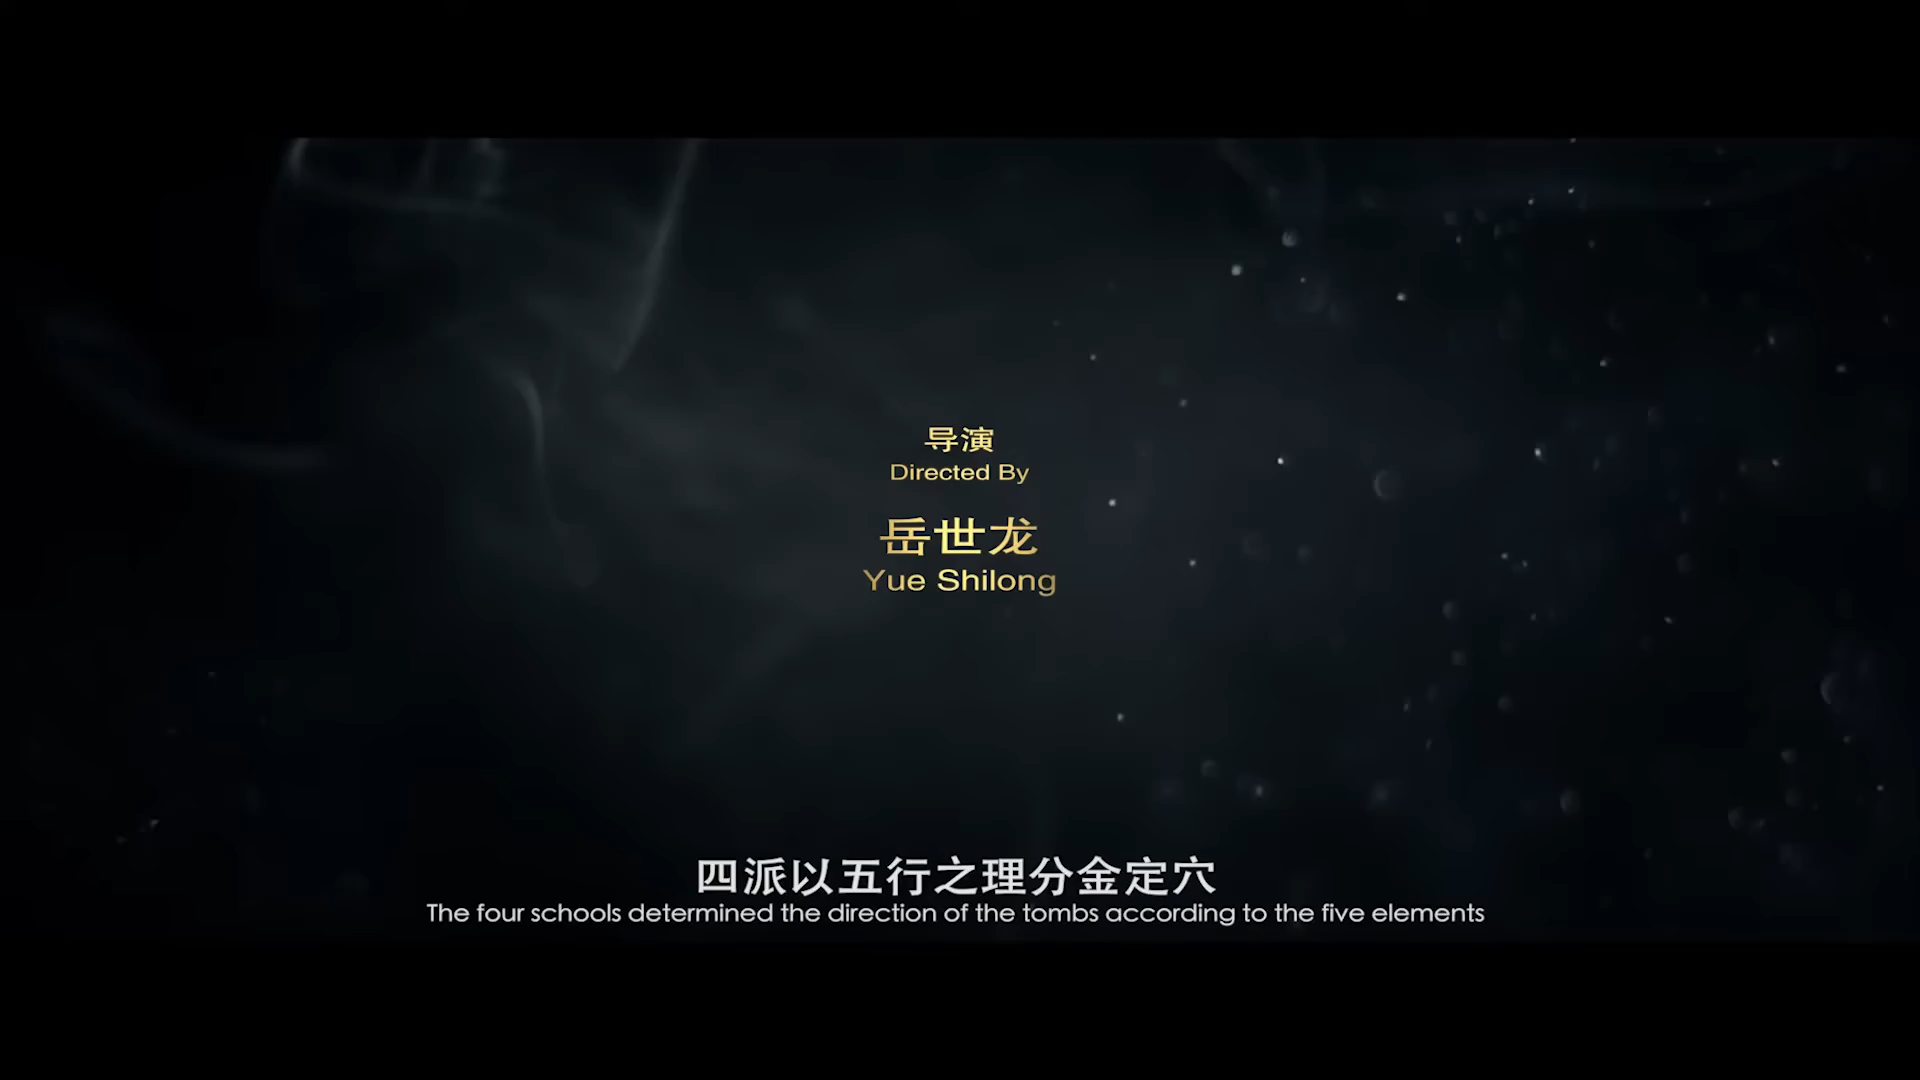 导演
Directed By
岳世龙
Yue Shilong
四派以五行之理分金定穴
The four schools determined the direction of the tombs according to the five elements